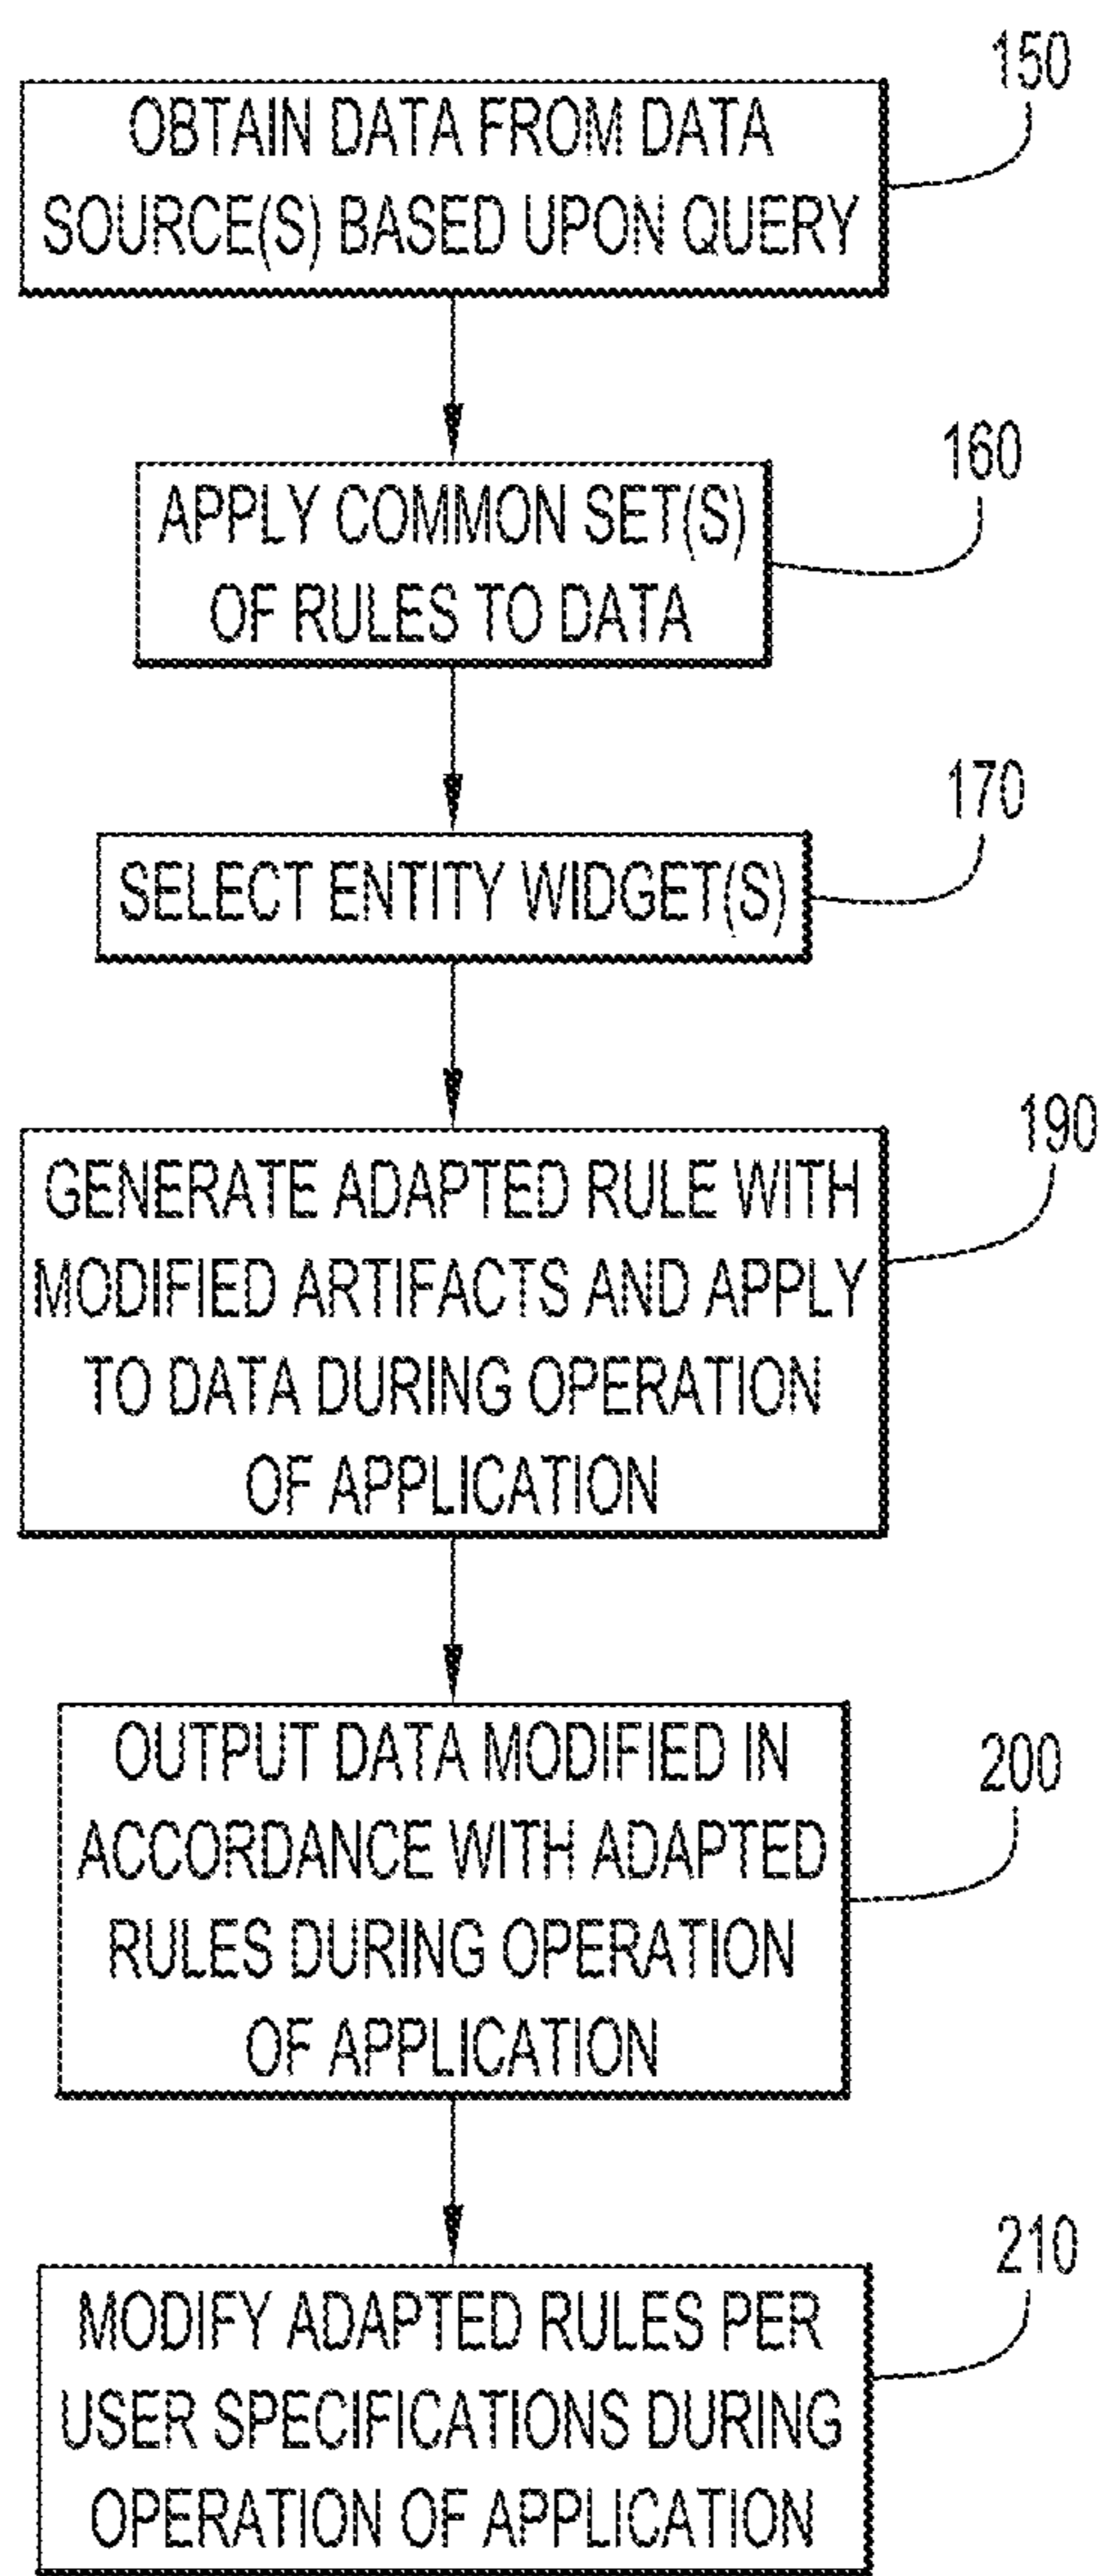 150
OBTAIN DATA FROM DATA
SOURCE(S) BASED UPON QUERY
160
APPLY COMMON SET(S)
OF RULES TO DATA
170
SELECT ENTITY WIDGET(S)
190
GENERATE ADAPTED RULE WITH
MODIFIED ARTIFACTS AND APPLY
TO DATA DURING OPERATION
OF APPLICATION
200
OUTPUT DATA MODIFIED IN
ACCORDANCE WITH ADAPTED
RULES DURING OPERATION
OF APPLICATION
210
MODIFY ADAPTED RULES PER
USER SPECIFICATIONS DURING
OPERATION OF APPLICATION